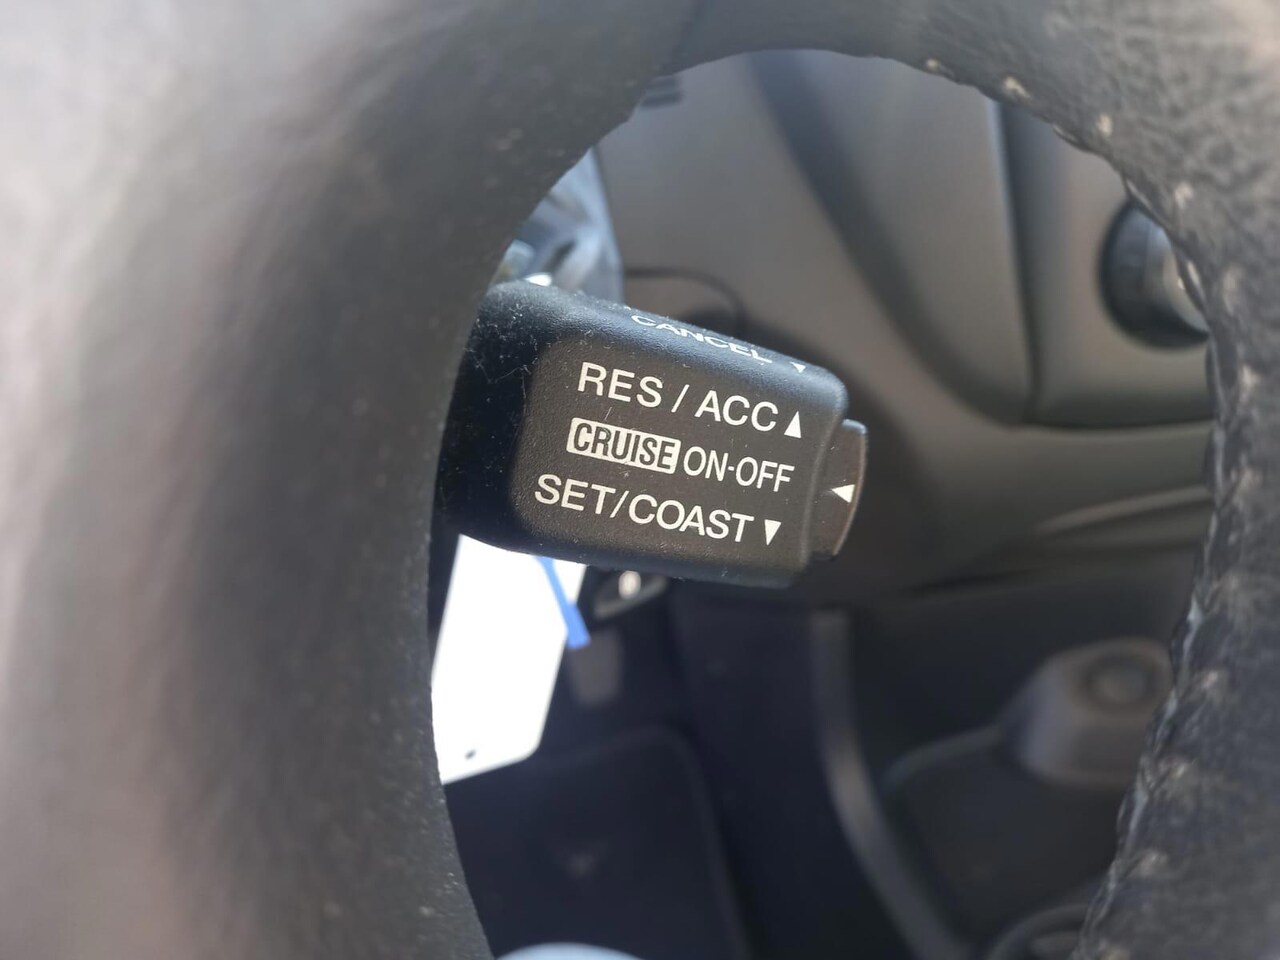 CANCEL ▼
RES / ACC ▲
CRUISE ON-OFF ◀
SET/COAST ▼